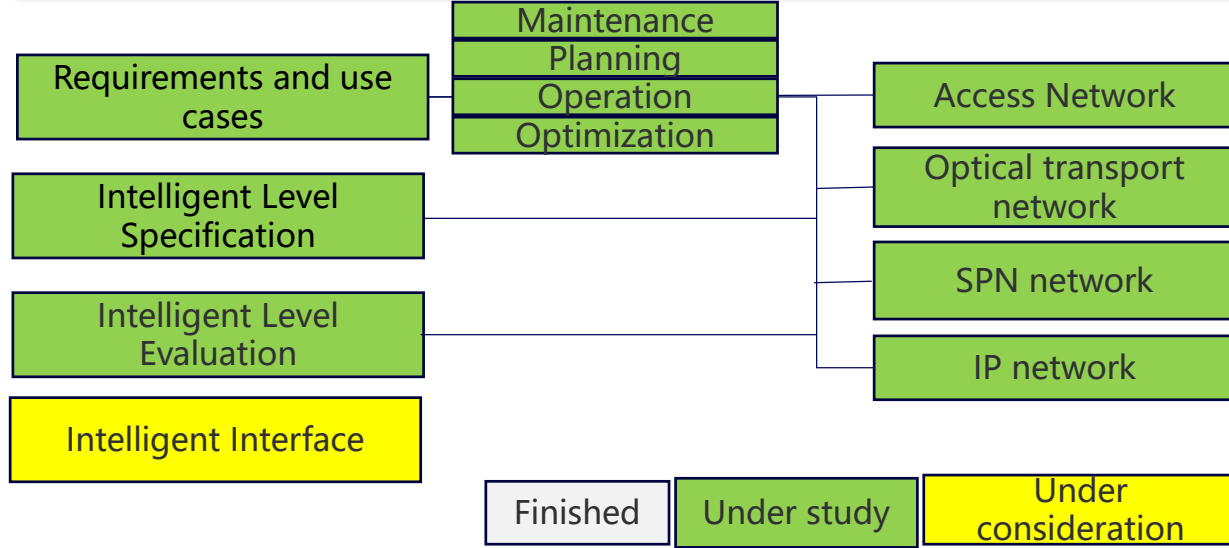 Maintenance
Planning
Operation
Optimization
Requirements and use
cases
Intelligent Level
Specification
Intelligent Level
Evaluation
Intelligent Interface
Access Network
Optical transport
network
SPN network
IP network
Finished
Under study
Under
consideration